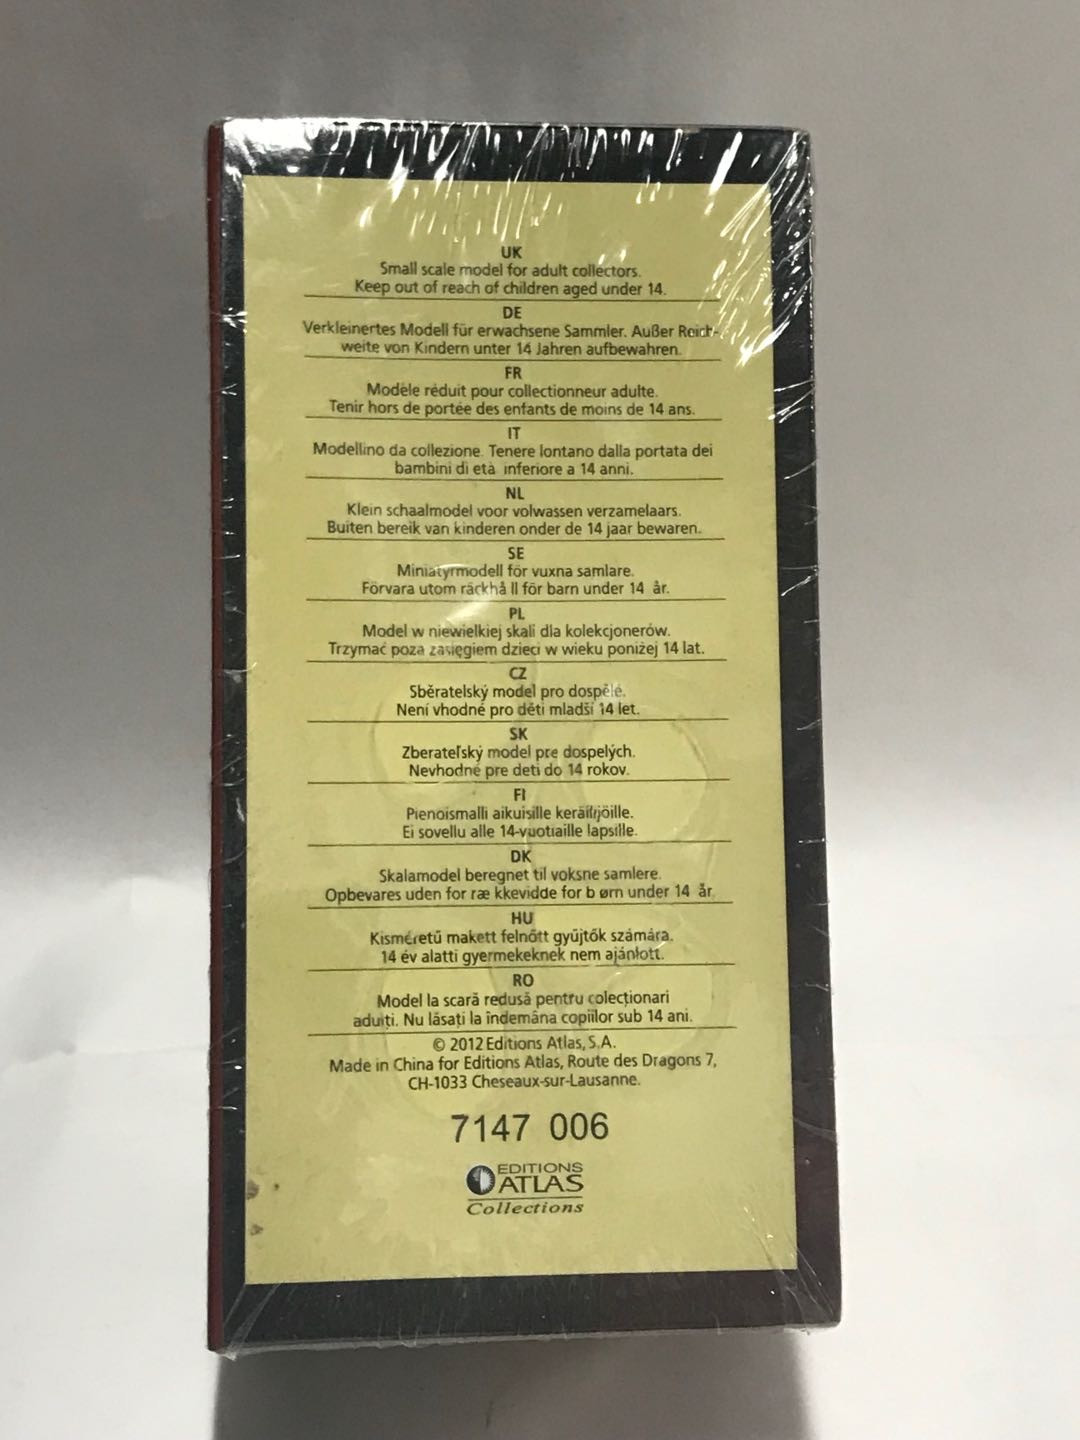 UK
Small scale model for adult collectors.
Keep out of reach of children aged under 14.
DE
Verkleinertes Modell für erwachsene Sammler. Außer Reich-
weite von Kindern unter 14 Jahren aufbewahren.
FR
Modèle réduit pour collectionneur adulte.
Tenir hors de portée des enfants de moins de 14 ans.
IT
Modellino da collezione. Tenere lontano dalla portata dei
bambini di età inferiore a 14 anni.
NL
Klein schaalmodel voor volwassen verzamelaars.
Buiten bereik van kinderen onder de 14 jaar bewaren.
SE
Miniatyrmodell för vuxna samlare.
Förvara utom räckhå ll för barn under 14 år.
PL
Model w niewielkiej skali dla kolekcjonerów.
Trzymać poza zasięgiem dzieci w wieku poniżej 14 lat.
CZ
Sběratelský model pro dospělé.
Není vhodné pro děti mladší 14 let.
SK
Zberateľský model pre dospelých.
Nevhodné pre deti do 14 rokov.
FI
Pienoismalli aikuisille keräilijöille.
Ei sovellu alle 14-vuotiaille lapsille.
DK
Skalamodel beregnet til voksne samlere.
Opbevares uden for ræ kkevidde for b ørn under 14 år.
HU
Kisméretű makett felnőtt gyűjtők számára.
14 év alatti gyermekeknek nem ajánlott.
RO
Model la scară redusă pentru colecționari
adulți. Nu lăsați la îndemâna copiilor sub 14 ani.
© 2012 Editions Atlas, S.A.
Made in China for Editions Atlas, Route des Dragons 7,
CH-1033 Cheseaux-sur-Lausanne.
7147 006
EDITIONS
ATLAS
Collections